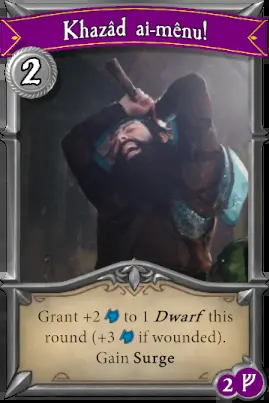 Khazâd ai-mênu!
2
Grant +2 to 1 Dwarf this
round (+3 if wounded).
Gain Surge
2